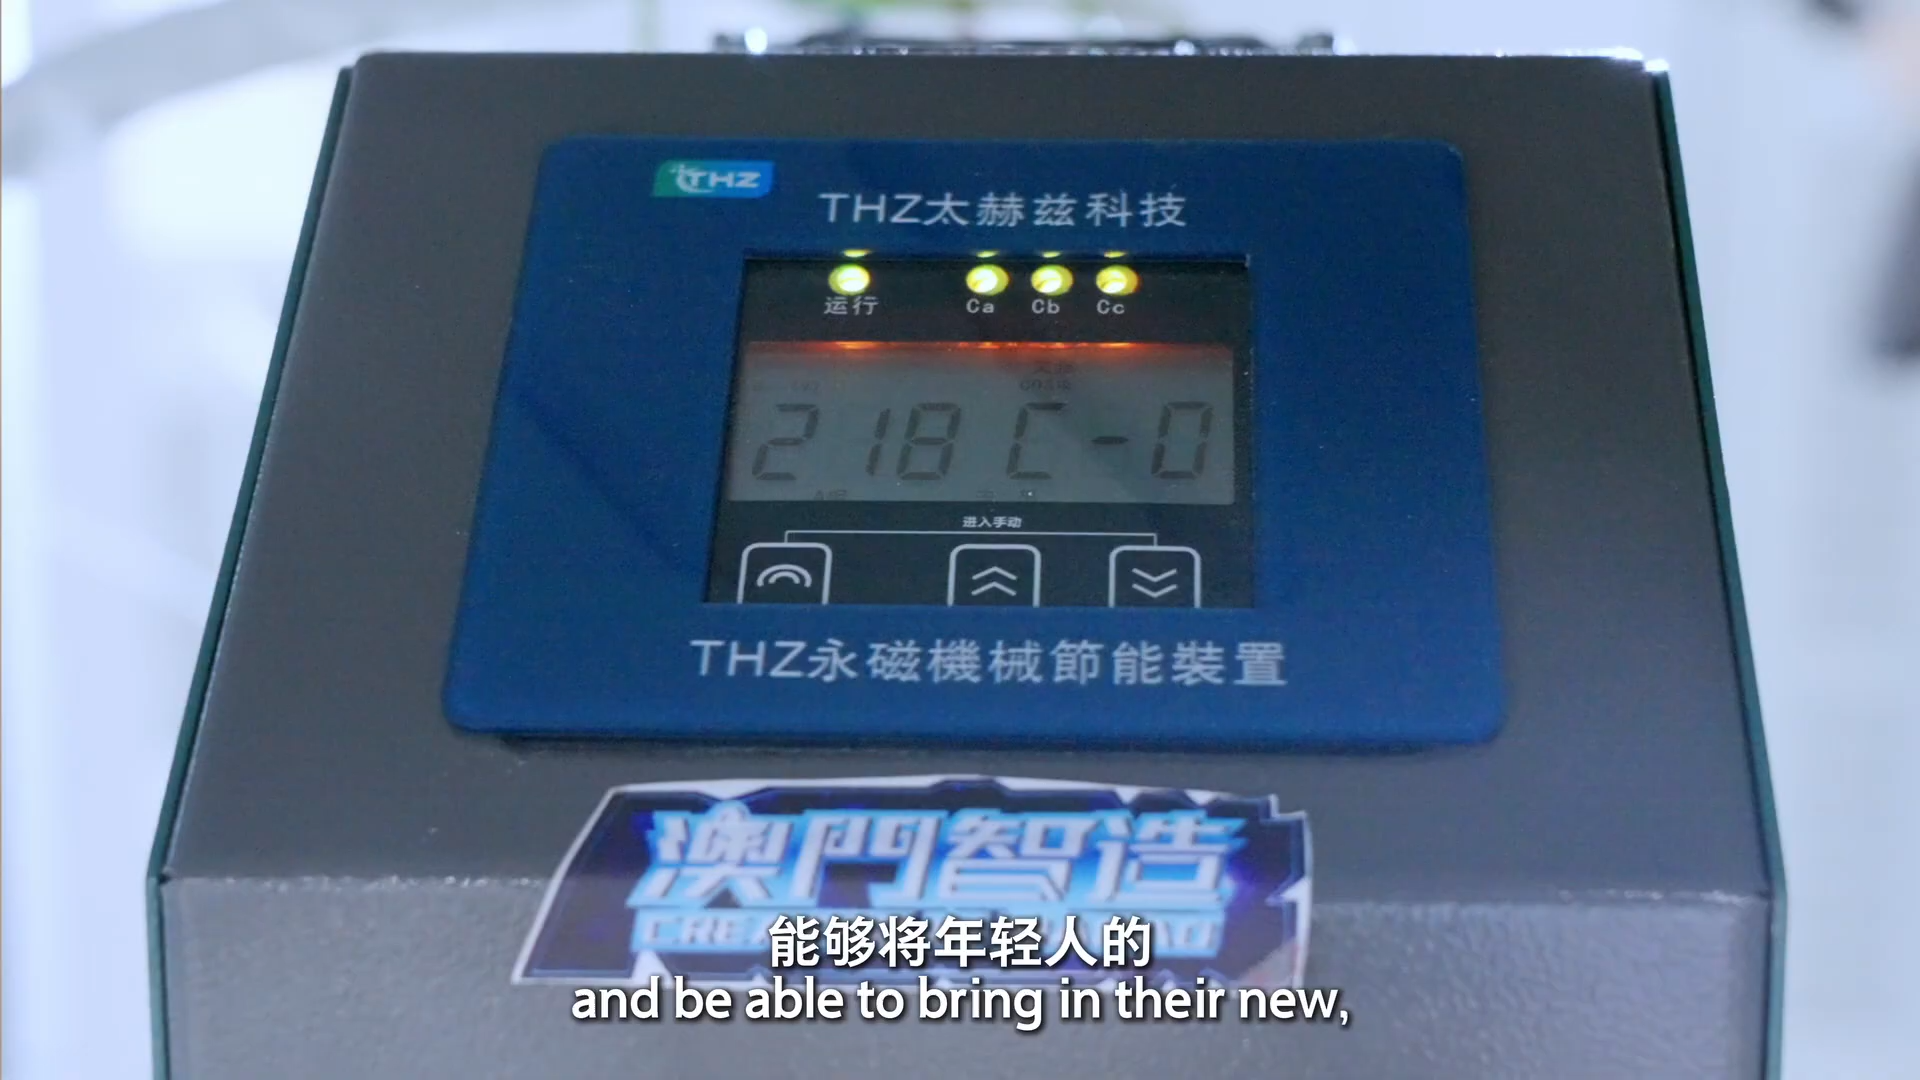 THZ
THZ太赫兹科技
运行 Ca Cb Cc
218 C-0
进入手动
THZ永磁機械節能裝置
澳門智造
能够将年轻人的
and be able to bring in their new,